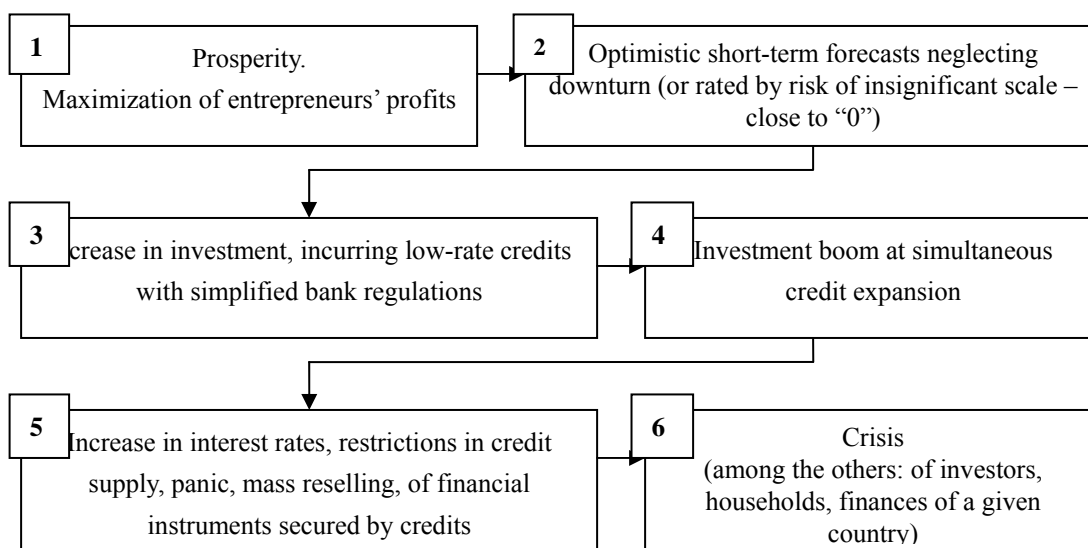 1
Prosperity.
Maximization of entrepreneurs’ profits
2
Optimistic short-term forecasts neglecting
downturn (or rated by risk of insignificant scale –
close to “0”)
3
crease in investment, incurring low-rate credits
with simplified bank regulations
4
Investment boom at simultaneous
credit expansion
5
Increase in interest rates, restrictions in credit
supply, panic, mass reselling, of financial
instruments secured by credits
6
Crisis
(among the others: of investors,
households, finances of a given
country)